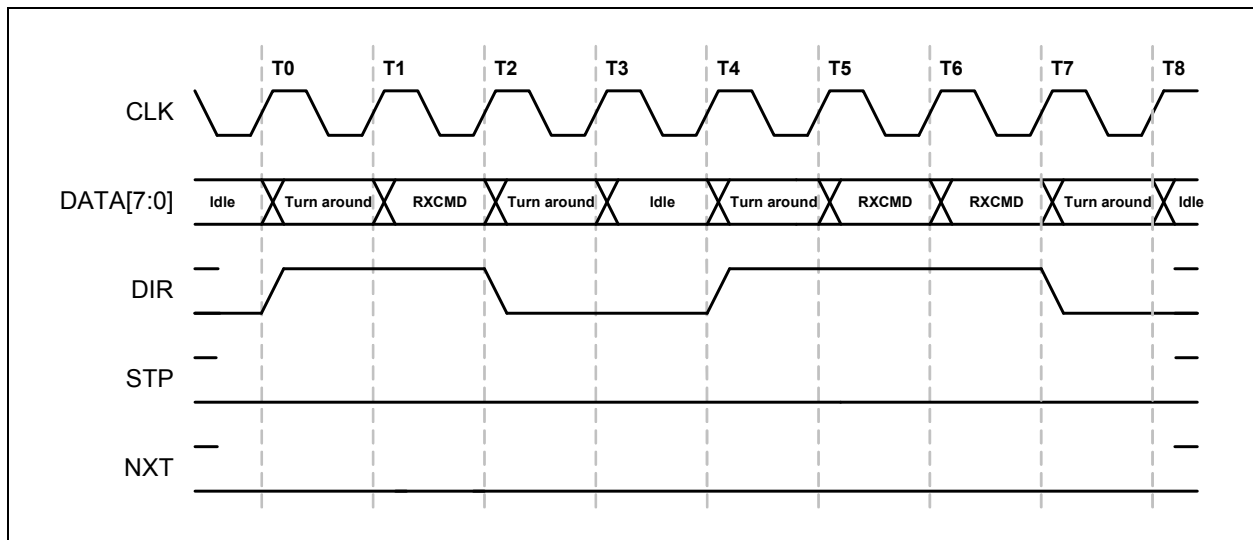 T0 T1 T2 T3 T4 T5 T6 T7 T8
CLK
DATA[7:0] Idle Turn around RXCMD Turn around Idle Turn around RXCMD RXCMD Turn around Idle
DIR
STP
NXT